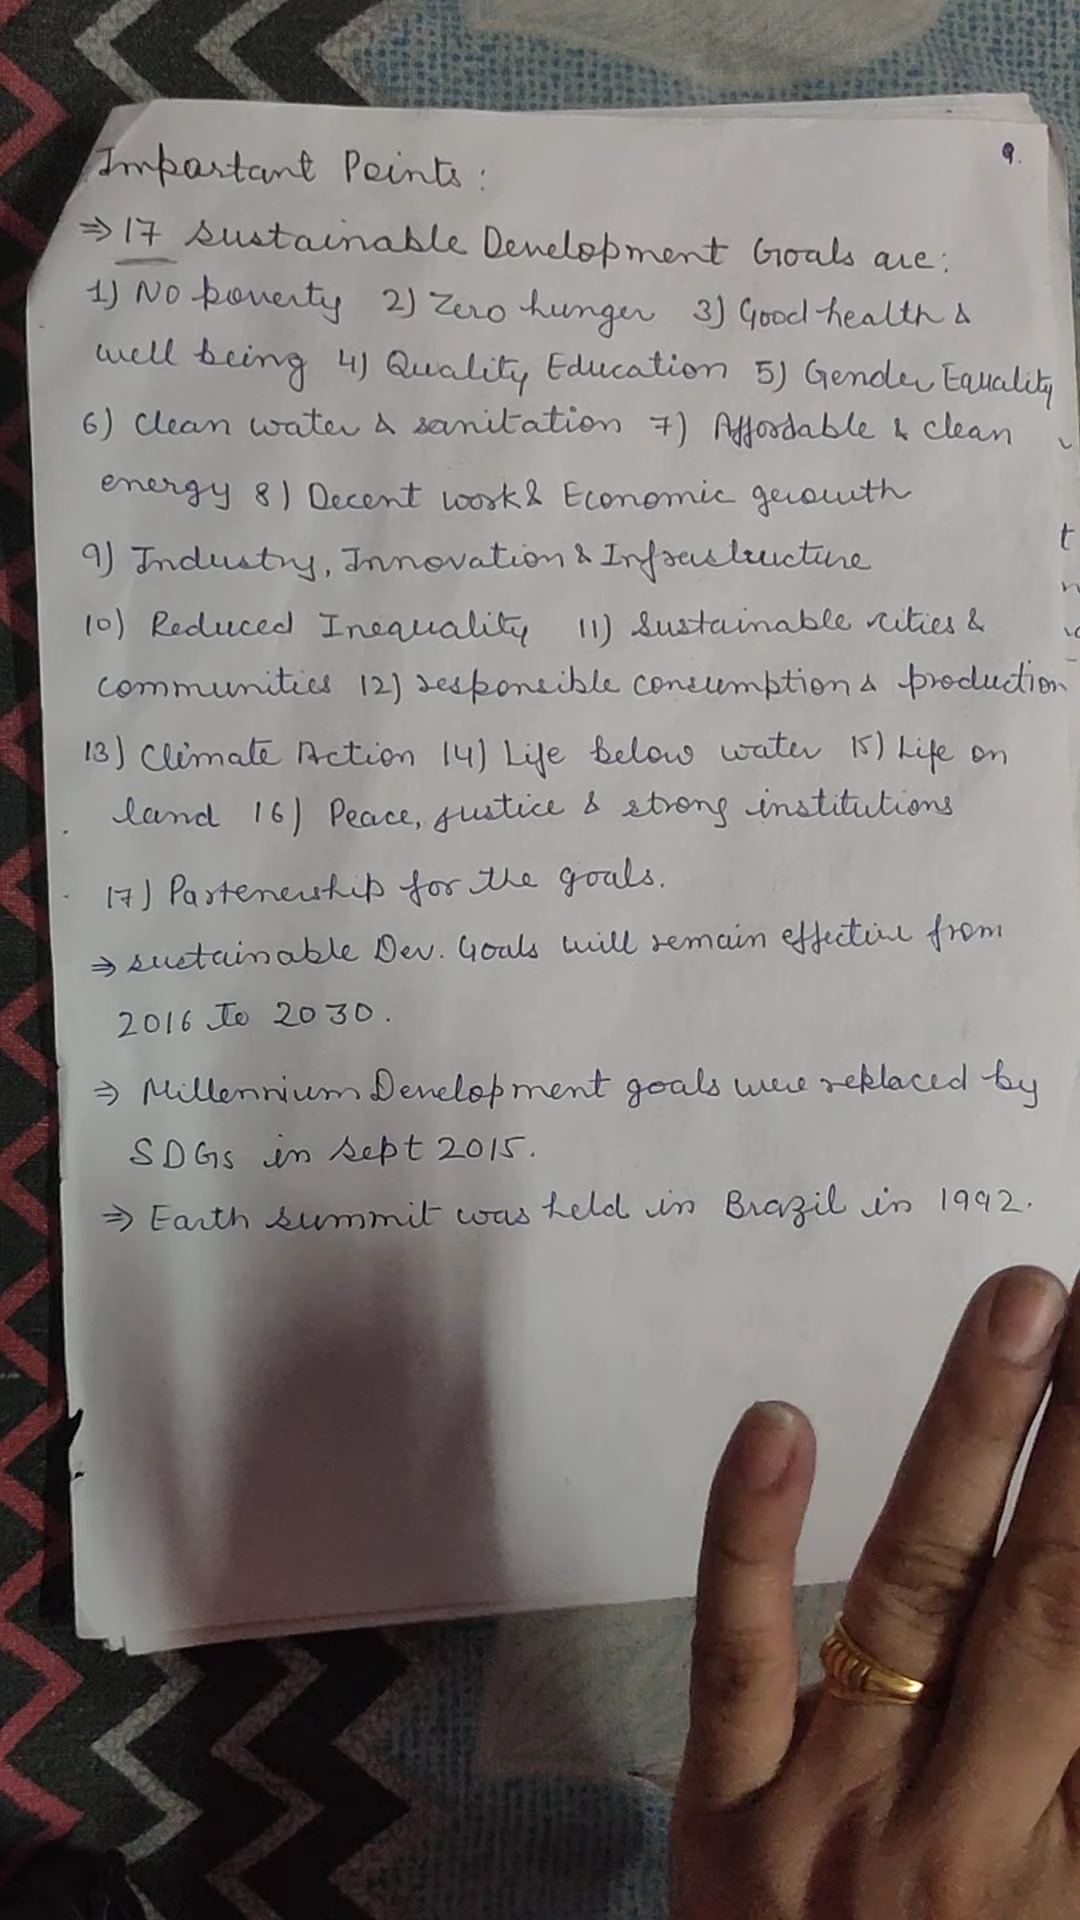 9.
Important Points:
⇒ 17 sustainable Development Goals are:
1) No poverty 2) Zero hunger 3) Good health &
well being 4) Quality Education 5) Gender Equality
6) Clean water & sanitation 7) Affordable & clean
energy 8) Decent work & Economic growth
9) Industry, Innovation & Infrastructure
10) Reduced Inequality 11) Sustainable cities &
communities 12) responsible consumption & production
13) Climate Action 14) Life below water 15) Life on
land 16) Peace, justice & strong institutions
17) Partenership for the goals.
⇒ sustainable Dev. Goals will remain effective from
2016 to 2030.
⇒ Millennium Development goals were replaced by
SDGs in sept 2015.
⇒ Earth summit was held in Brazil in 1992.